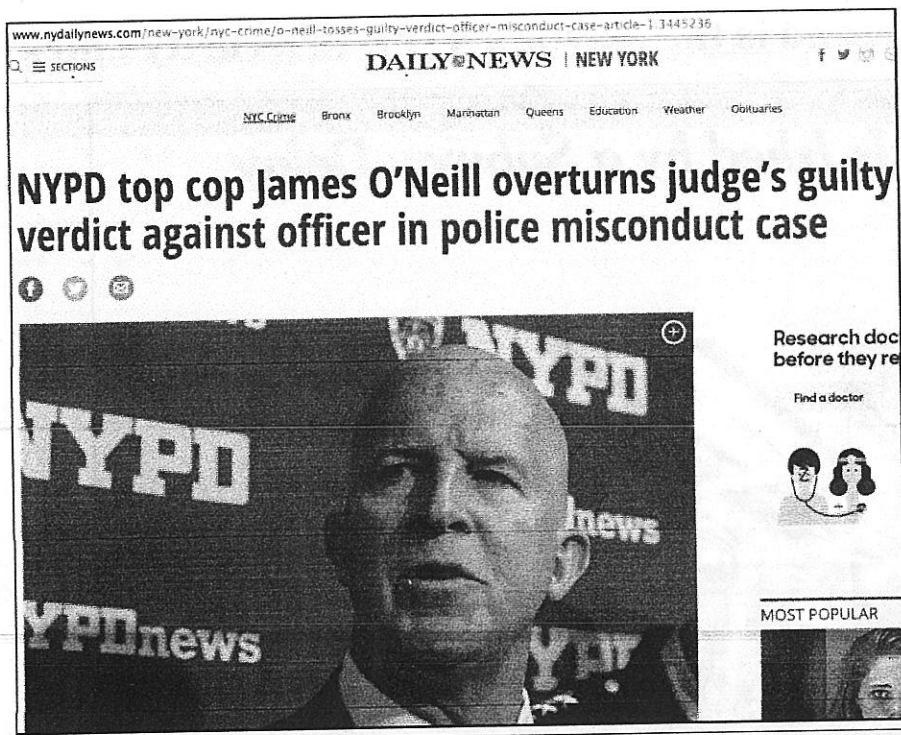 www.nydailynews.com/new-york/nyc-crime/o-neill-tosses-guilty-verdict-officer-misconduct-case-article-1.3445236
SECTIONS
DAILY NEWS | NEW YORK
NYC Crime Bronx Brooklyn Manhattan Queens Education Weather Obituaries
NYPD top cop James O'Neill overturns judge's guilty
verdict against officer in police misconduct case
NYPD
NYPD
news
YPDnews
Research doc
before they re
Find a doctor
MOST POPULAR